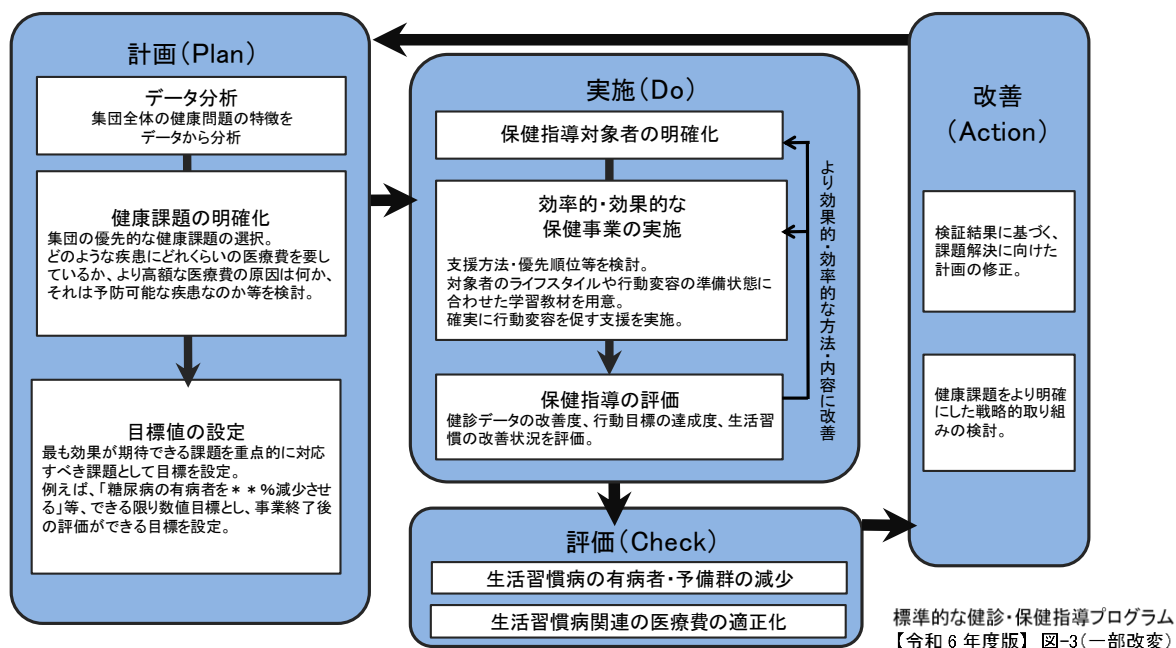 計画(Plan)
データ分析
集団全体の健康問題の特徴を
データから分析
健康課題の明確化
集団の優先的な健康課題の選択。
どのような疾患にどれくらいの医療費を要し
ているか、より高額な医療費の原因は何か、
それは予防可能な疾患なのか等を検討。
目標値の設定
最も効果が期待できる課題を重点的に対応
すべき課題として目標を設定。
例えば、「糖尿病の有病者を**%減少させ
る」等、できる限り数値目標とし、事業終了後
の評価ができる目標を設定。
実施(Do)
保健指導対象者の明確化
効率的・効果的な
保健事業の実施
支援方法・優先順位等を検討。
対象者のライフスタイルや行動変容の準備状態に
合わせた学習教材を用意。
確実に行動変容を促す支援を実施。
保健指導の評価
健診データの改善度、行動目標の達成度、生活習
慣の改善状況を評価。
より効果的・効率的な方法・内容に改善
評価(Check)
生活習慣病の有病者・予備群の減少
生活習慣病関連の医療費の適正化
改善
(Action)
検証結果に基づく、
課題解決に向けた
計画の修正。
健康課題をより明確
にした戦略的取り組
みの検討。
標準的な健診・保健指導プログラム
【令和6年度版】 図-3(一部改変)